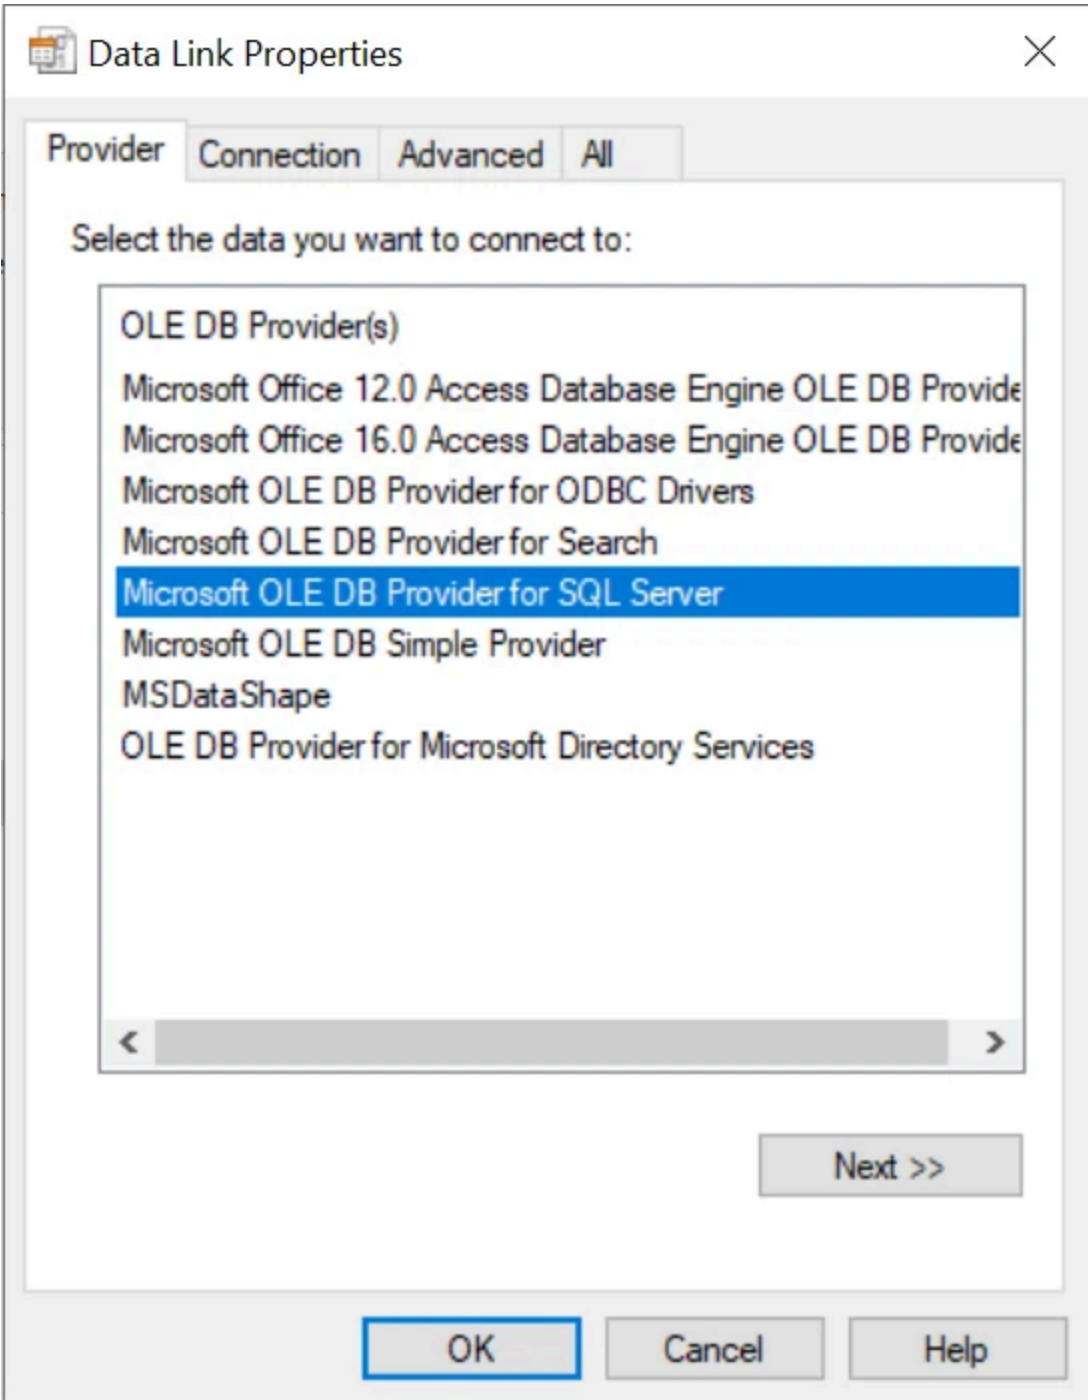 Data Link Properties
Provider Connection Advanced All
Select the data you want to connect to:
OLE DB Provider(s)
Microsoft Office 12.0 Access Database Engine OLE DB Provide
Microsoft Office 16.0 Access Database Engine OLE DB Provide
Microsoft OLE DB Provider for ODBC Drivers
Microsoft OLE DB Provider for Search
Microsoft OLE DB Provider for SQL Server
Microsoft OLE DB Simple Provider
MSDataShape
OLE DB Provider for Microsoft Directory Services
Next >>
OK Cancel Help